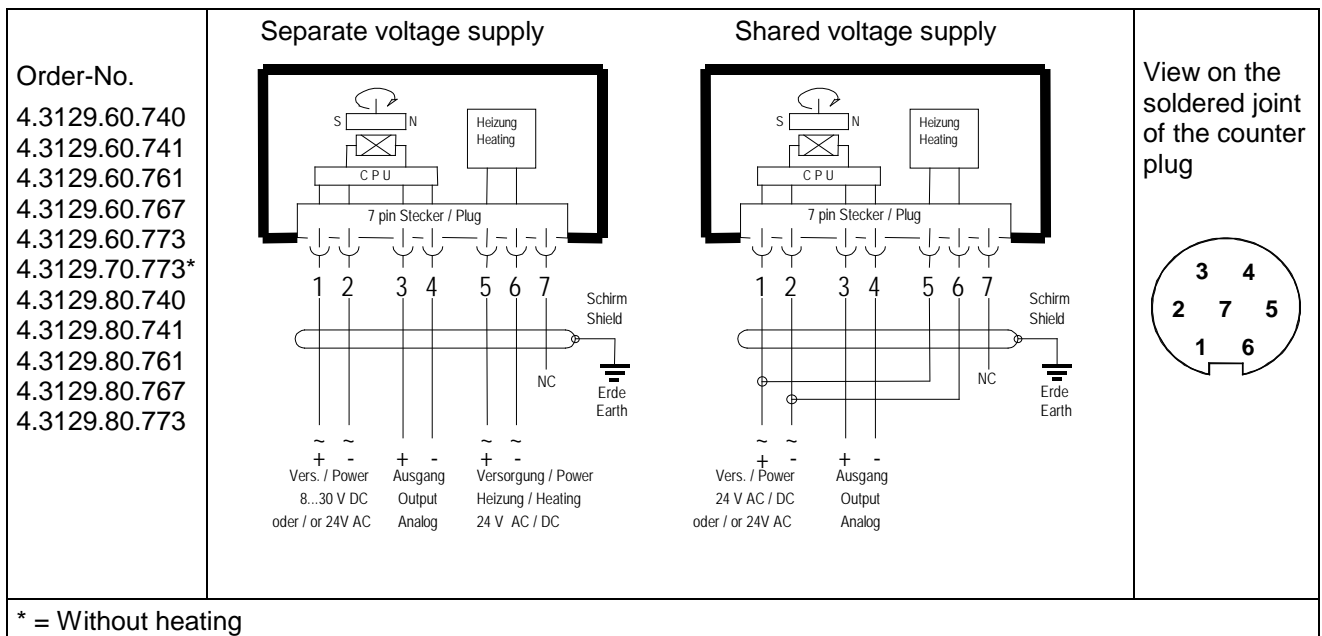 Order-No.
4.3129.60.740
4.3129.60.741
4.3129.60.761
4.3129.60.767
4.3129.60.773
4.3129.70.773*
4.3129.80.740
4.3129.80.741
4.3129.80.761
4.3129.80.767
4.3129.80.773
Separate voltage supply
S N
Heizung
Heating
C P U
7 pin Stecker / Plug
1 2 3 4 5 6 7
Schirm
Shield
NC
Erde
Earth
~ ~ ~ ~
+ - + - + -
Vers. / Power Ausgang Versorgung / Power
8...30 V DC Output Heizung / Heating
oder / or 24V AC Analog 24 V AC / DC
Shared voltage supply
S N
Heizung
Heating
C P U
7 pin Stecker / Plug
1 2 3 4 5 6 7
Schirm
Shield
NC
Erde
Earth
~ ~
+ - + -
Vers. / Power Ausgang
24 V AC / DC Output
oder / or 24V AC Analog
View on the
soldered joint
of the counter
plug
3 4
2 7 5
1 6
* = Without heating